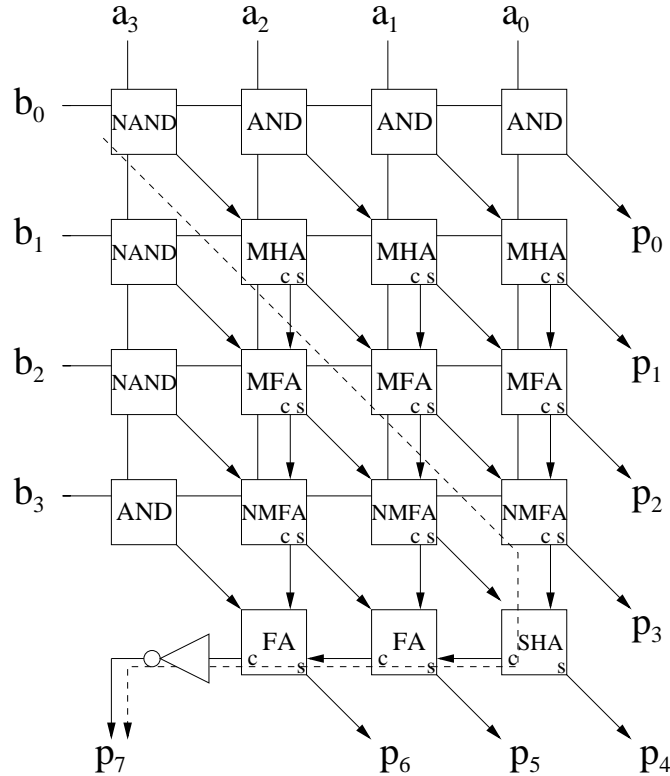 a3 a2 a1 a0
b0 NAND AND AND AND
b1 NAND MHA MHA MHA p0
c s c s c s
b2 NAND MFA MFA MFA p1
c s c s c s
b3 AND NMFA NMFA NMFA p2
c s c s c s
FA FA SHA p3
c s c s c s
p7 p6 p5 p4